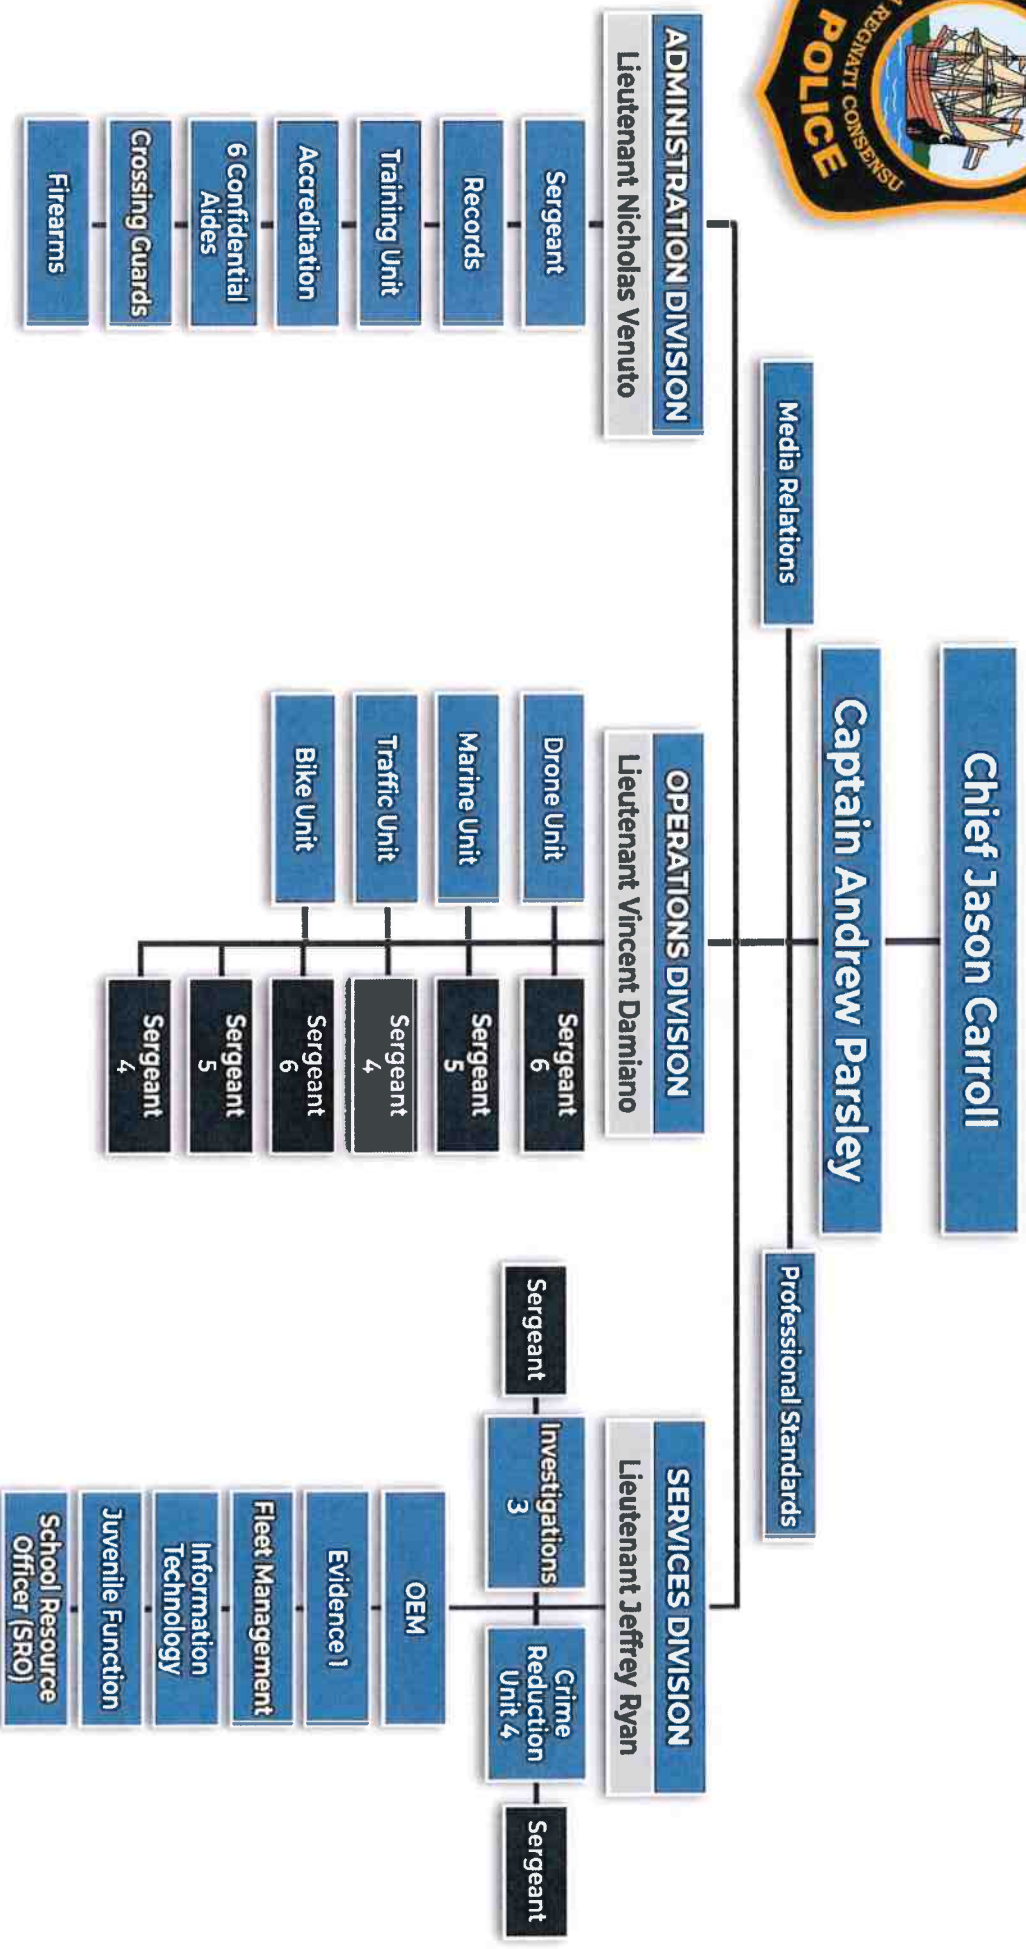 REGNATI CONSENSU
POLICE
Chief Jason Carroll
Captain Andrew Parsley
Media Relations
Professional Standards
ADMINISTRATION DIVISION
Lieutenant Nicholas Venuto
Sergeant
Records
Training Unit
Accreditation
6 Confidential
Aides
Crossing Guards
Firearms
OPERATIONS DIVISION
Lieutenant Vincent Damiano
Drone Unit
Sergeant
6
Marine Unit
Sergeant
5
Traffic Unit
Sergeant
4
Bike Unit
Sergeant
6
Sergeant
5
Sergeant
4
SERVICES DIVISION
Lieutenant Jeffrey Ryan
Sergeant
Investigations
3
Crime
Reduction
Unit 4
Sergeant
OEM
Evidence 1
Fleet Management
Information
Technology
Juvenile Function
School Resource
Officer (SRO)